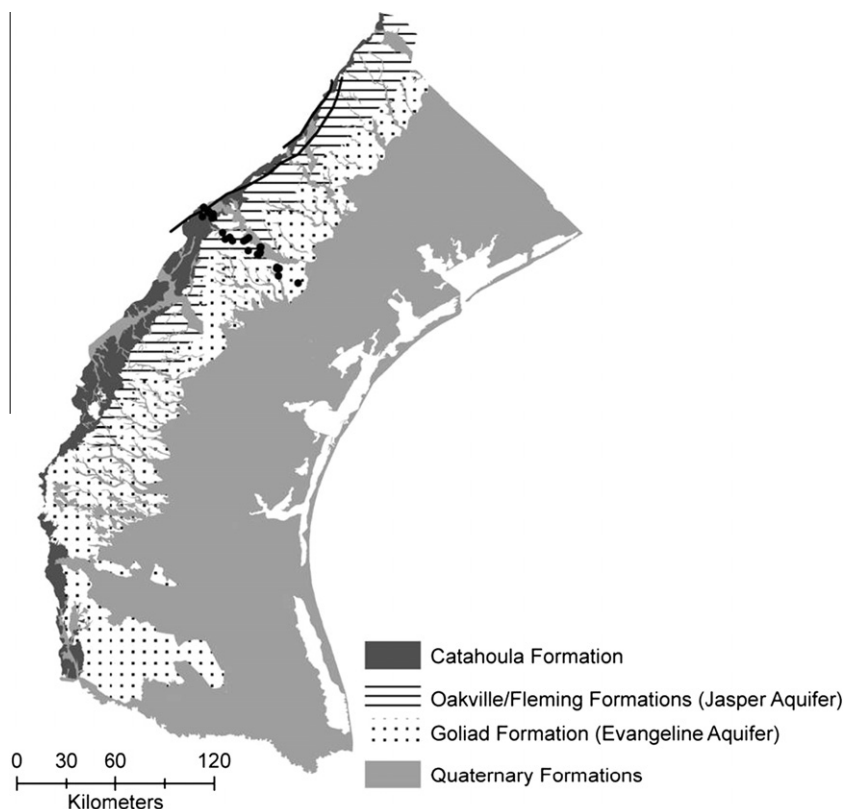 Catahoula Formation
Oakville/Fleming Formations (Jasper Aquifer)
Goliad Formation (Evangeline Aquifer)
Quaternary Formations
0 30 60 120
Kilometers